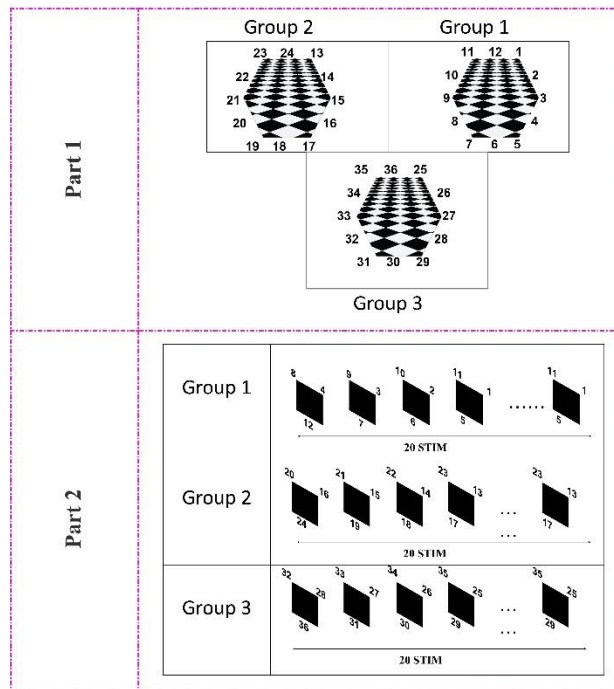 Part 1
Group 2 Group 1
23 24 13 11 12 1
22 14 10 2
21 15 9 3
20 16 8 4
19 18 17 7 6 5
35 36 25
34 26
33 27
32 28
31 30 29
Group 3
Part 2
Group 1
8 4 9 3 10 2 11 1 ...... 11 1
12 7 6 5 5
20 STIM
Group 2
20 16 21 15 22 14 23 13 ... 23 13
24 19 18 17 ... 17
20 STIM
Group 3
32 28 33 27 34 26 35 25 ... 35 25
36 31 30 29 ... 29
20 STIM